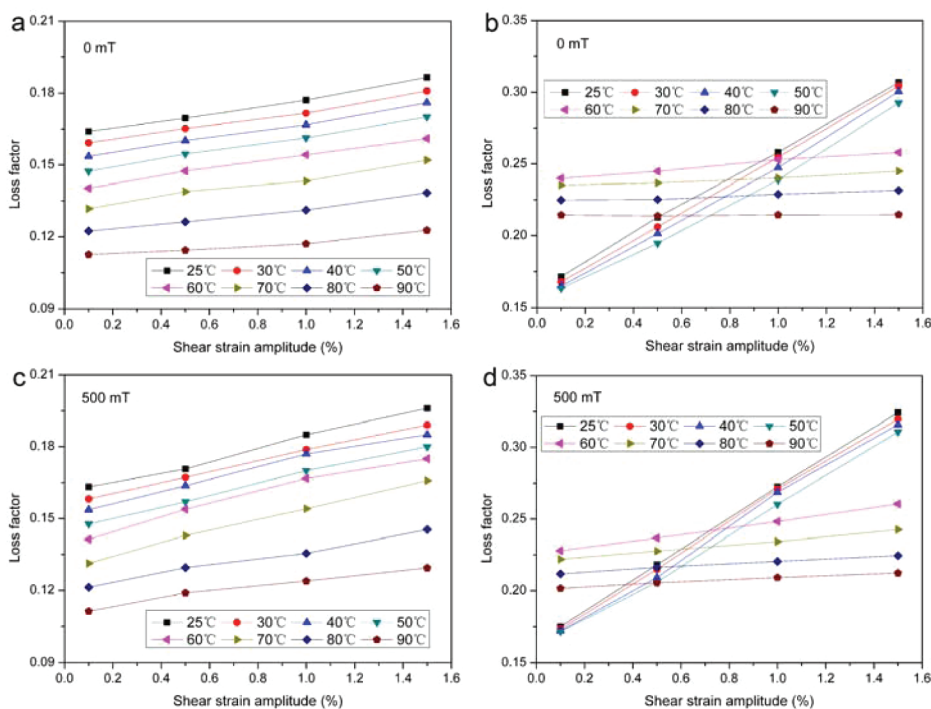 a
0.21
0 mT
0.18
0.15
0.12
0.09
Loss factor
25℃ 30℃ 40℃ 50℃
60℃ 70℃ 80℃ 90℃
0.0 0.2 0.4 0.6 0.8 1.0 1.2 1.4 1.6
Shear strain amplitude (%)
b
0.35
0 mT
0.30
0.25
0.20
0.15
Loss factor
25℃ 30℃ 40℃ 50℃
60℃ 70℃ 80℃ 90℃
0.0 0.2 0.4 0.6 0.8 1.0 1.2 1.4 1.6
Shear strain amplitude (%)
c
0.21
500 mT
0.18
0.15
0.12
0.09
Loss factor
25℃ 30℃ 40℃ 50℃
60℃ 70℃ 80℃ 90℃
0.0 0.2 0.4 0.6 0.8 1.0 1.2 1.4 1.6
Shear strain amplitude (%)
d
0.35
500 mT
0.30
0.25
0.20
0.15
Loss factor
25℃ 30℃ 40℃ 50℃
60℃ 70℃ 80℃ 90℃
0.0 0.2 0.4 0.6 0.8 1.0 1.2 1.4 1.6
Shear strain amplitude (%)